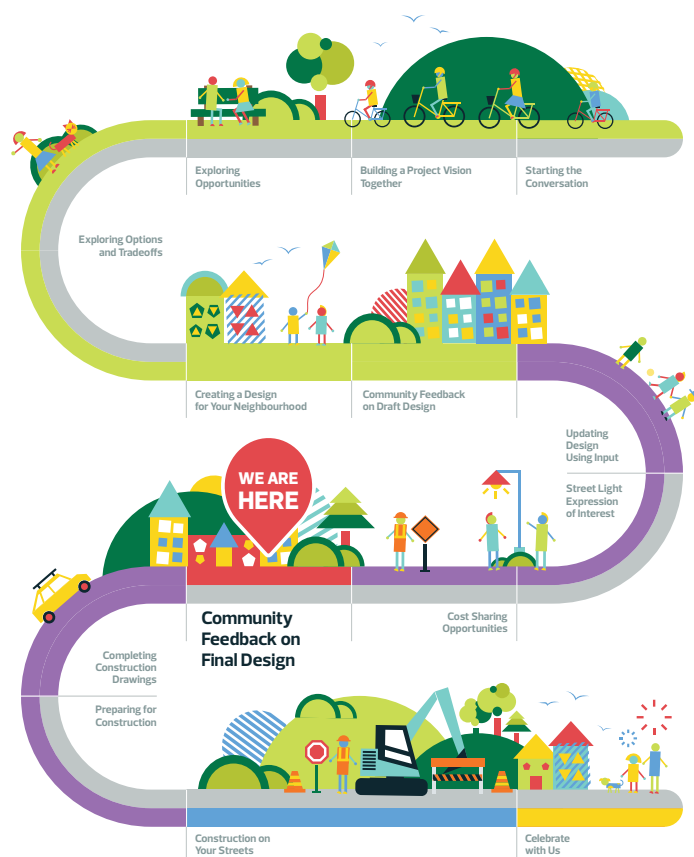 Exploring
Opportunities
Building a Project Vision
Together
Starting the
Conversation
Exploring Options
and Tradeoffs
Creating a Design
for Your Neighbourhood
Community Feedback
on Draft Design
Updating
Design
Using Input
Street Light
Expression
of Interest
WE ARE
HERE
Community
Feedback on
Final Design
Cost Sharing
Opportunities
Completing
Construction
Drawings
Preparing for
Construction
Construction on
Your Streets
Celebrate
with Us